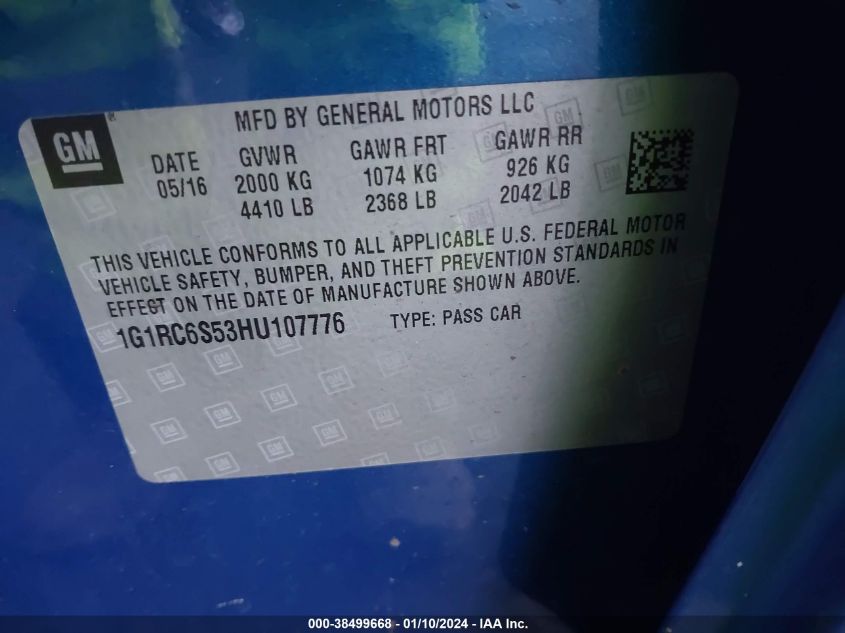 GM
®
MFD BY GENERAL MOTORS LLC
DATE GVWR GAWR FRT GAWR RR
05/16 2000 KG 1074 KG 926 KG
4410 LB 2368 LB 2042 LB
THIS VEHICLE CONFORMS TO ALL APPLICABLE U.S. FEDERAL MOTOR
VEHICLE SAFETY, BUMPER, AND THEFT PREVENTION STANDARDS IN
EFFECT ON THE DATE OF MANUFACTURE SHOWN ABOVE.
1G1RC6S53HU107776 TYPE: PASS CAR
000-38499668 - 01/10/2024 - IAA Inc.